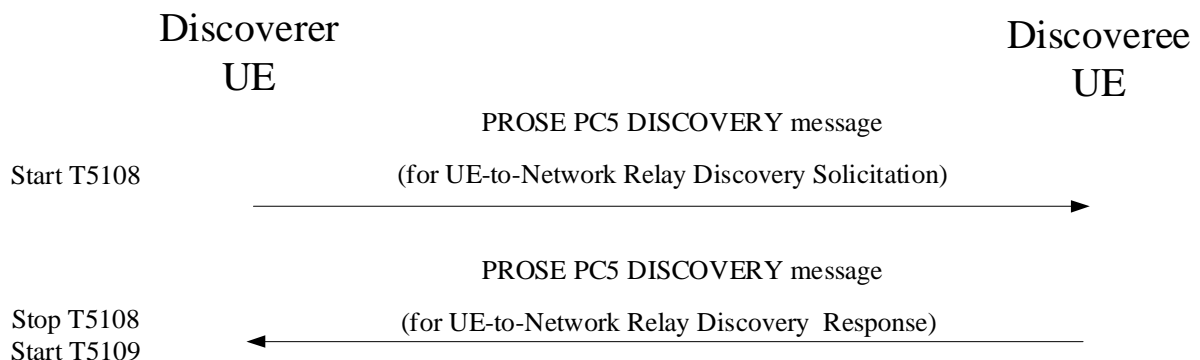 Discoverer
UE
Discoveree
UE
PROSE PC5 DISCOVERY message
Start T5108
(for UE-to-Network Relay Discovery Solicitation)
PROSE PC5 DISCOVERY message
Stop T5108
(for UE-to-Network Relay Discovery Response)
Start T5109